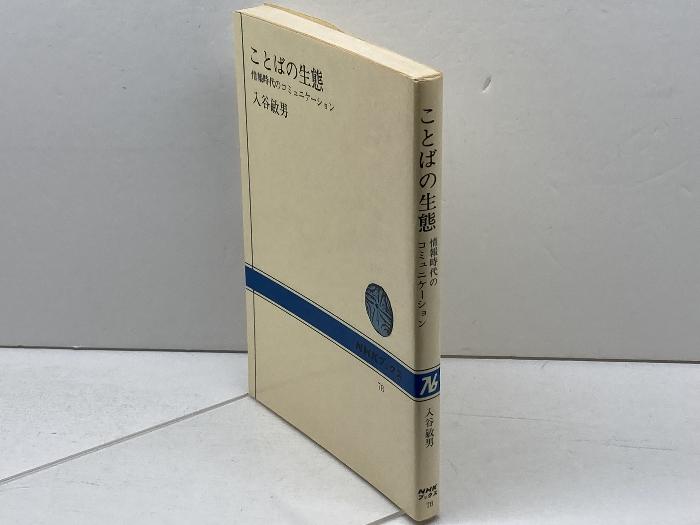 ことばの生態
情報時代のコミュニケーション
入谷敏男
NHKブックス
78
ことばの生態
情報時代の
コミュニケーション
入谷敏男
NHK
ブックス
78